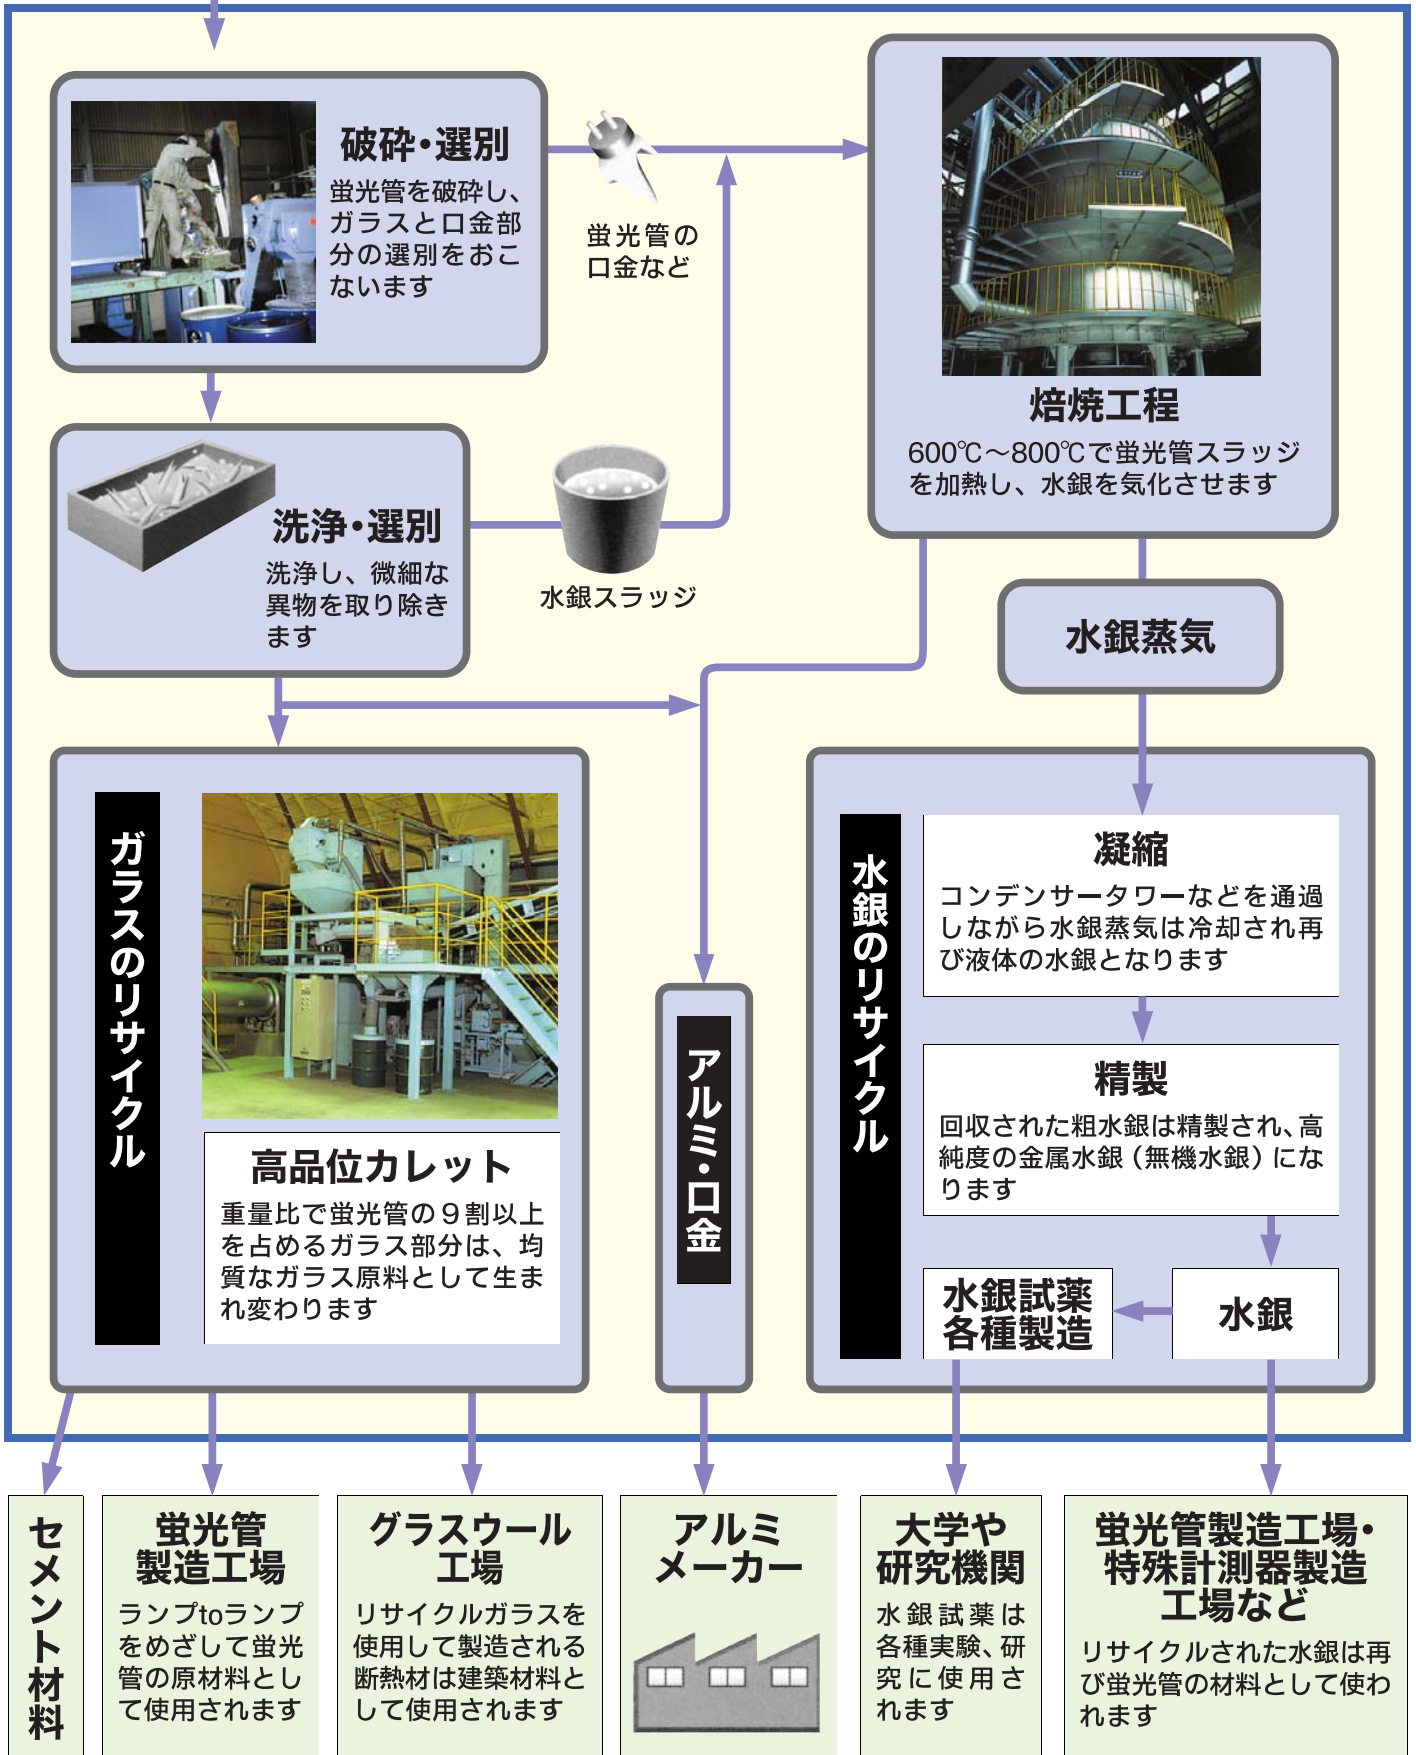 破砕・選別
蛍光管を破砕し、
ガラスと口金部
分の選別をおこ
ないます
蛍光管の
口金など
焙焼工程
600℃〜800℃で蛍光管スラッジ
を加熱し、水銀を気化させます
洗浄・選別
洗浄し、微細な
異物を取り除き
ます
水銀スラッジ
水銀蒸気
ガラスのリサイクル
高品位カレット
重量比で蛍光管の９割以上
を占めるガラス部分は、均
質なガラス原料として生ま
れ変わります
アルミ・口金
水銀のリサイクル
凝縮
コンデンサータワーなどを通過
しながら水銀蒸気は冷却され再
び液体の水銀となります
精製
回収された粗水銀は精製され、高
純度の金属水銀（無機水銀）にな
ります
水銀試薬
各種製造
水銀
セメント材料
蛍光管
製造工場
ランプtoランプ
をめざして蛍光
管の原材料とし
て使用されます
グラスウール
工場
リサイクルガラスを
使用して製造される
断熱材は建築材料と
して使用されます
アルミ
メーカー
大学や
研究機関
水銀試薬は
各種実験、研
究に使用さ
れます
蛍光管製造工場・
特殊計測器製造
工場など
リサイクルされた水銀は再
び蛍光管の材料として使わ
れます